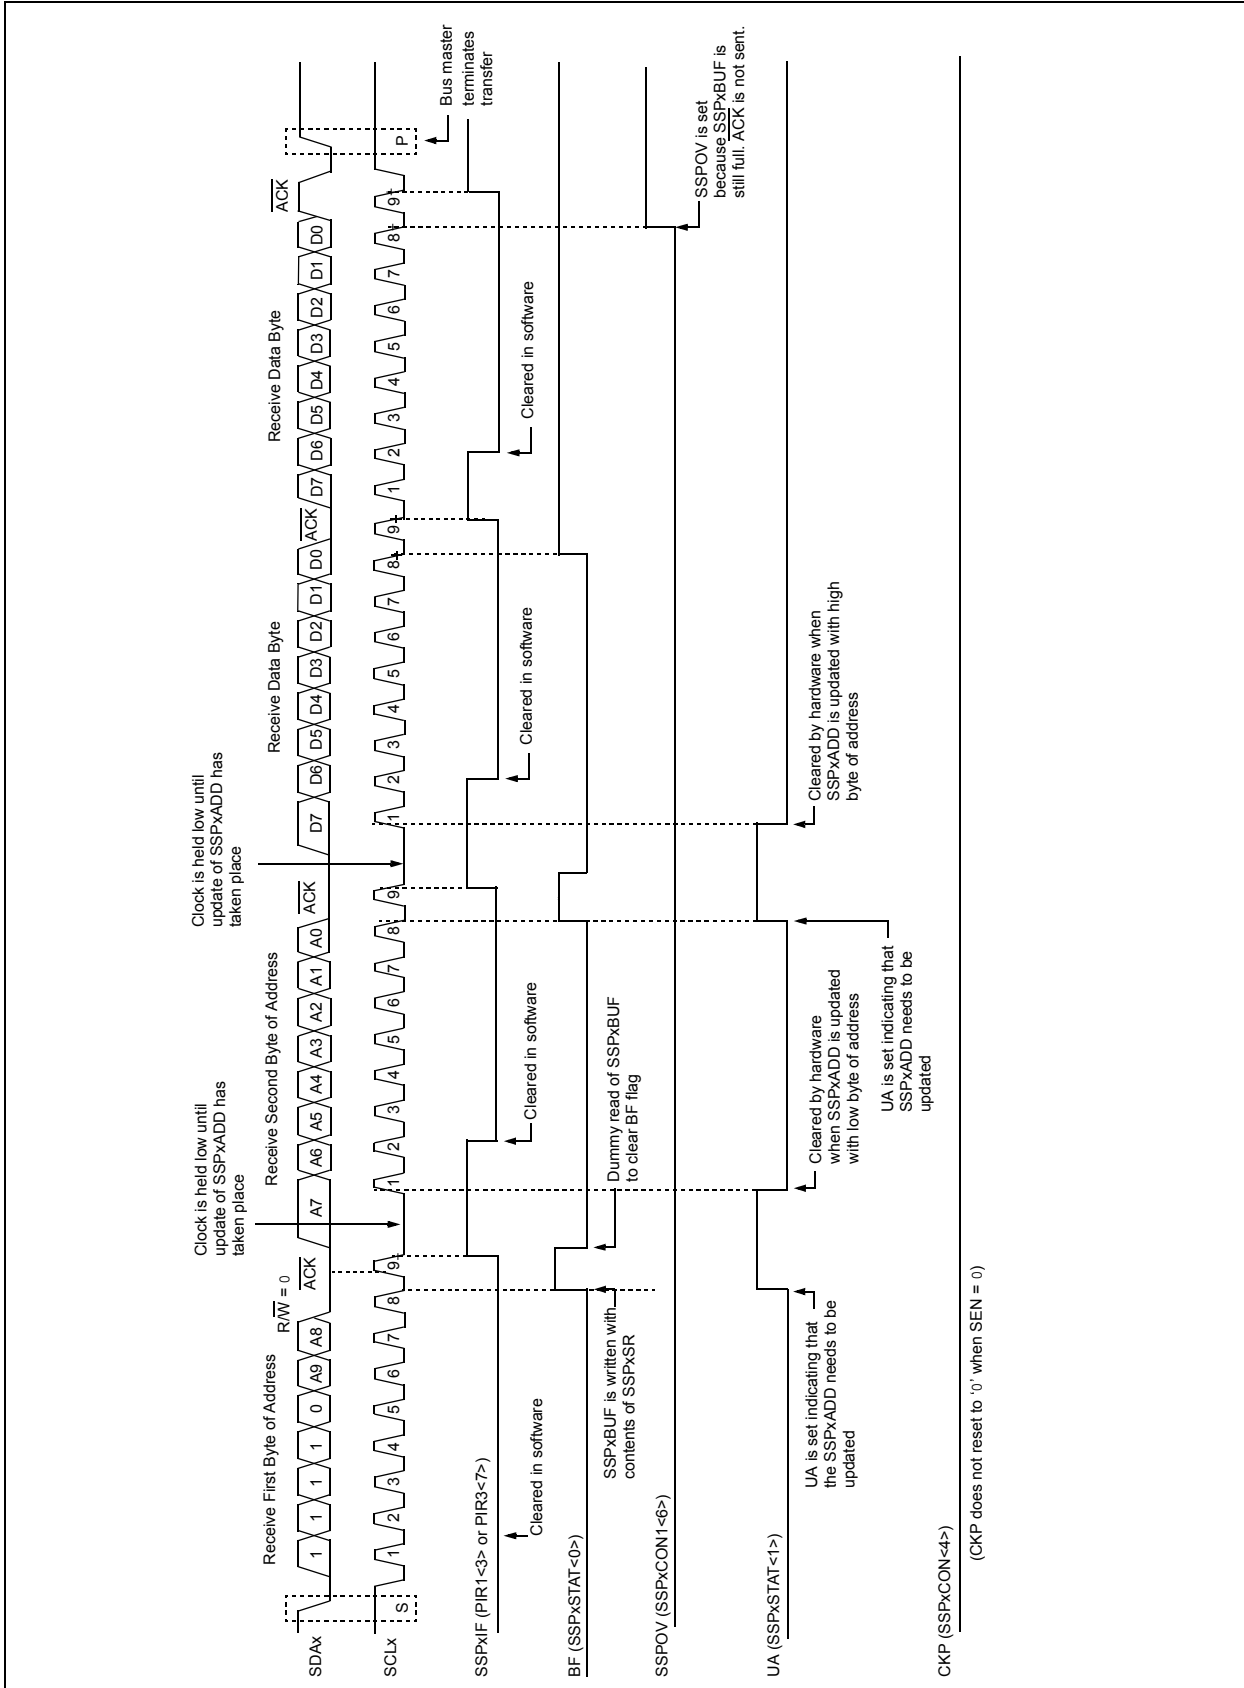 Receive First Byte of Address
R/W = 0
ACK
Clock is held low until
update of SSPxADD has
taken place
Receive Second Byte of Address
ACK
Clock is held low until
update of SSPxADD has
taken place
Receive Data Byte
ACK
Receive Data Byte
ACK
SDAx
1 1 1 1 0 A9 A8
A7 A6 A5 A4 A3 A2 A1 A0
D7 D6 D5 D4 D3 D2 D1 D0
D7 D6 D5 D4 D3 D2 D1 D0
SCLx
S
1 2 3 4 5 6 7 8 9
1 2 3 4 5 6 7 8 9
1 2 3 4 5 6 7 8 9
1 2 3 4 5 6 7 8 9
P
Bus master
terminates
transfer
SSPxIF (PIR1<3> or PIR3<7>)
Cleared in software
Cleared in software
Cleared in software
Cleared in software
BF (SSPxSTAT<0>)
SSPxBUF is written with
contents of SSPxSR
Dummy read of SSPxBUF
to clear BF flag
SSPOV (SSPxCON1<6>)
SSPOV is set
because SSPxBUF is
still full. ACK is not sent.
UA (SSPxSTAT<1>)
UA is set indicating that
the SSPxADD needs to be
updated
Cleared by hardware
when SSPxADD is updated
with low byte of address
UA is set indicating that
SSPxADD needs to be
updated
Cleared by hardware when
SSPxADD is updated with high
byte of address
CKP (SSPxCON<4>)
(CKP does not reset to ‘0’ when SEN = 0)